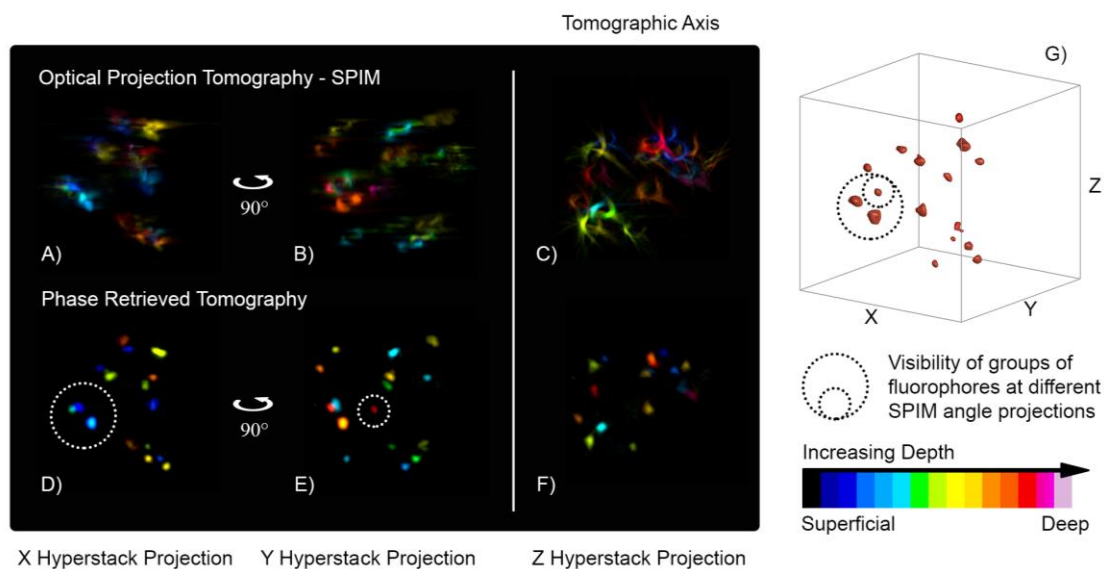 Tomographic Axis
Optical Projection Tomography - SPIM
90°
A)
B)
C)
Phase Retrieved Tomography
90°
D)
E)
F)
X Hyperstack Projection
Y Hyperstack Projection
Z Hyperstack Projection
G)
Z
Y
X
Visibility of groups of
fluorophores at different
SPIM angle projections
Increasing Depth
Superficial
Deep